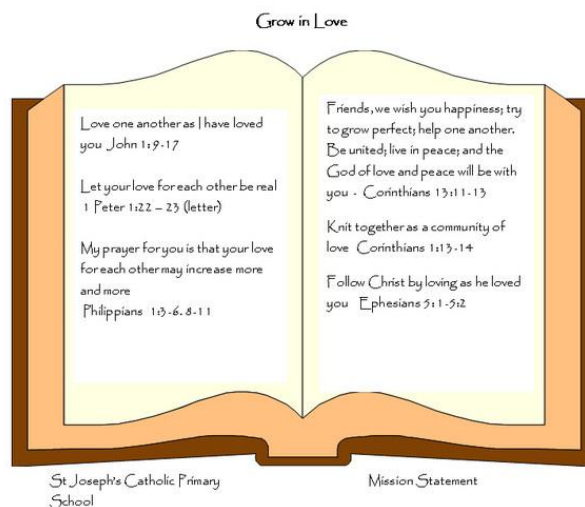 Grow in Love
Love one another as I have loved
you John 1: 9-17
Let your love for each other be real
1 Peter 1:22 – 23 (letter)
My prayer for you is that your love
for each other may increase more
and more
Philippians 1:3-6. 8-11
Friends, we wish you happiness; try
to grow perfect; help one another.
Be united; live in peace; and the
God of love and peace will be with
you - Corinthians 13:11-13
Knit together as a community of
love Corinthians 1:13-14
Follow Christ by loving as he loved
you Ephesians 5:1-5:2
St Joseph's Catholic Primary
School
Mission Statement